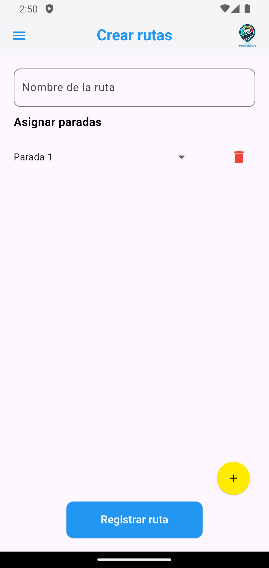 2:50
Crear rutas
Nombre de la ruta
Asignar paradas
Parada 1
+
Registrar ruta